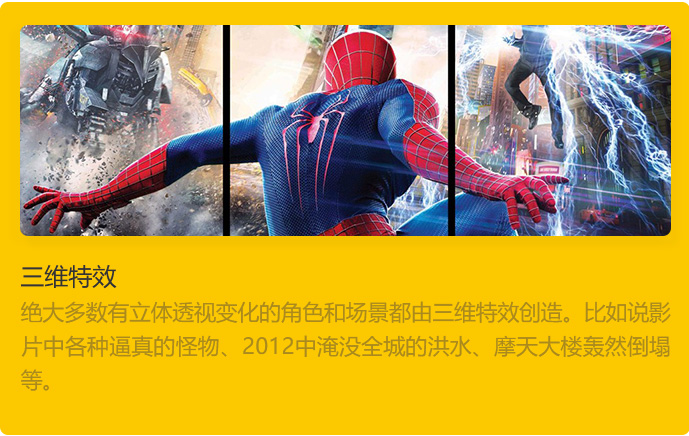 三维特效
绝大多数有立体透视变化的角色和场景都由三维特效创造。比如说影
片中各种逼真的怪物、2012中淹没全城的洪水、摩天大楼轰然倒塌
等。